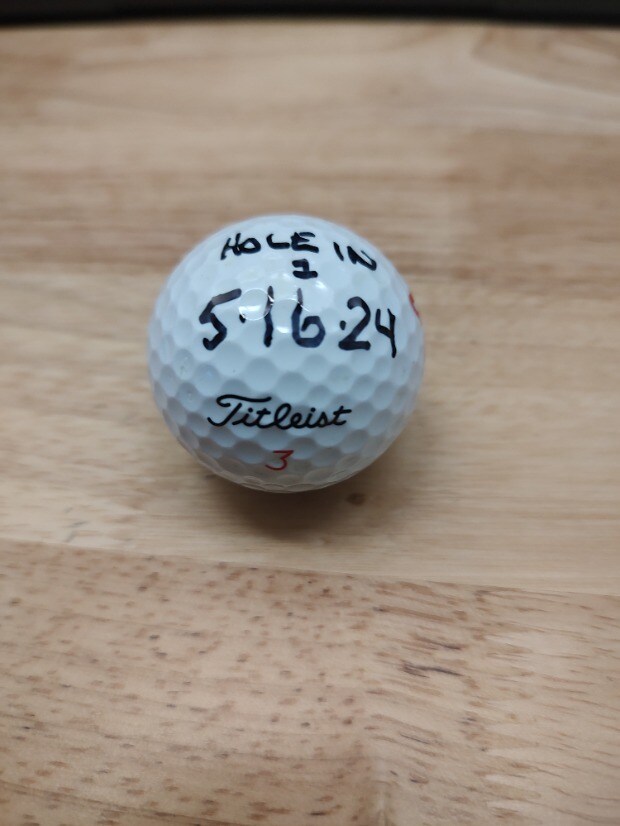 HOLE IN
1
5.16.24
Titleist
3